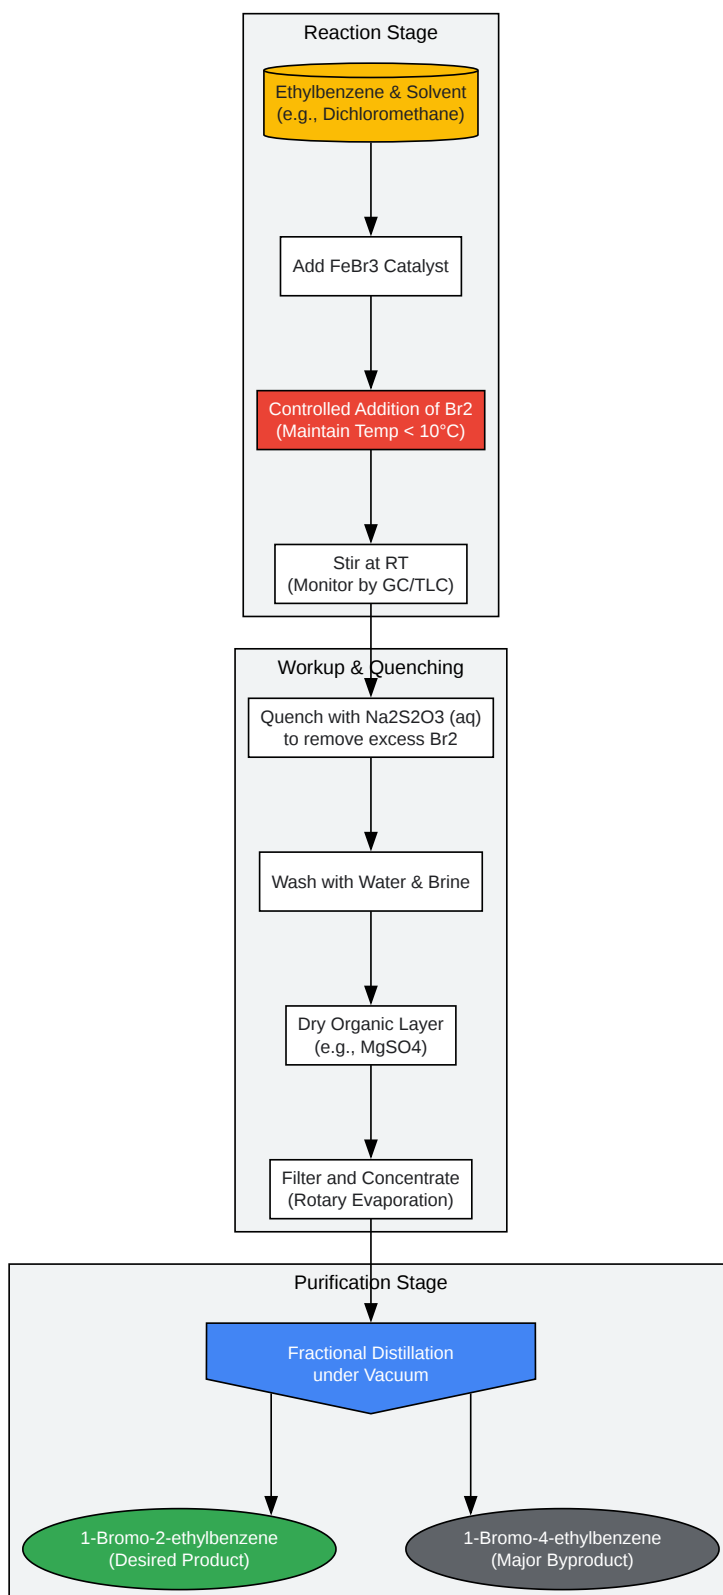 Reaction Stage
Ethylbenzene & Solvent
(e.g., Dichloromethane)
Add FeBr3 Catalyst
Controlled Addition of Br2
(Maintain Temp < 10°C)
Stir at RT
(Monitor by GC/TLC)
Workup & Quenching
Quench with Na2S2O3 (aq)
to remove excess Br2
Wash with Water & Brine
Dry Organic Layer
(e.g., MgSO4)
Filter and Concentrate
(Rotary Evaporation)
Purification Stage
Fractional Distillation
under Vacuum
1-Bromo-2-ethylbenzene
(Desired Product)
1-Bromo-4-ethylbenzene
(Major Byproduct)